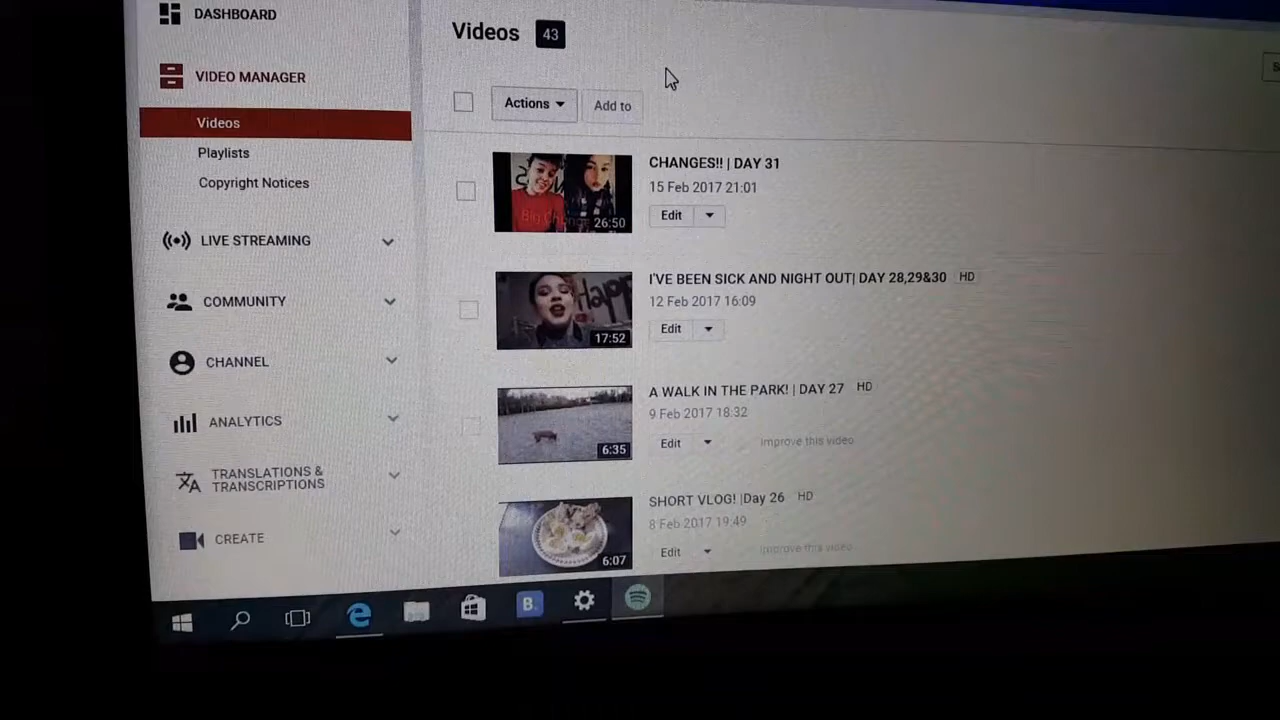 DASHBOARD
VIDEO MANAGER
Videos
Playlists
Copyright Notices
LIVE STREAMING
COMMUNITY
CHANNEL
ANALYTICS
TRANSLATIONS &
TRANSCRIPTIONS
CREATE
Videos 43
Actions Add to
26:50
CHANGES!! | DAY 31
15 Feb 2017 21:01
Edit
Happ
17:52
I'VE BEEN SICK AND NIGHT OUT| DAY 28,29&30 HD
12 Feb 2017 16:09
Edit
6:35
A WALK IN THE PARK! | DAY 27 HD
9 Feb 2017 18:32
Edit Improve this video
6:07
SHORT VLOG! |Day 26 HD
8 Feb 2017 19:49
Edit Improve this video
B.